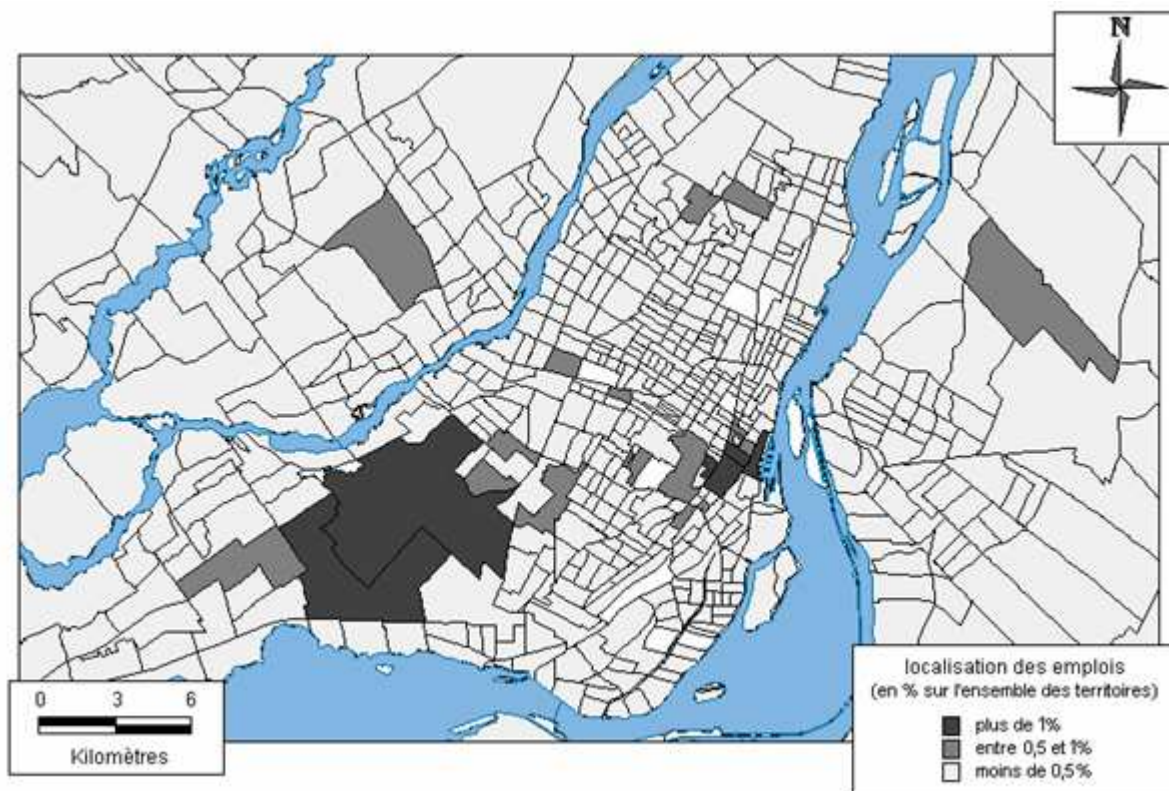 N
0 3 6
Kilomètres
localisation des emplois
(en % sur l'ensemble des territoires)
plus de 1%
entre 0,5 et 1%
moins de 0,5%